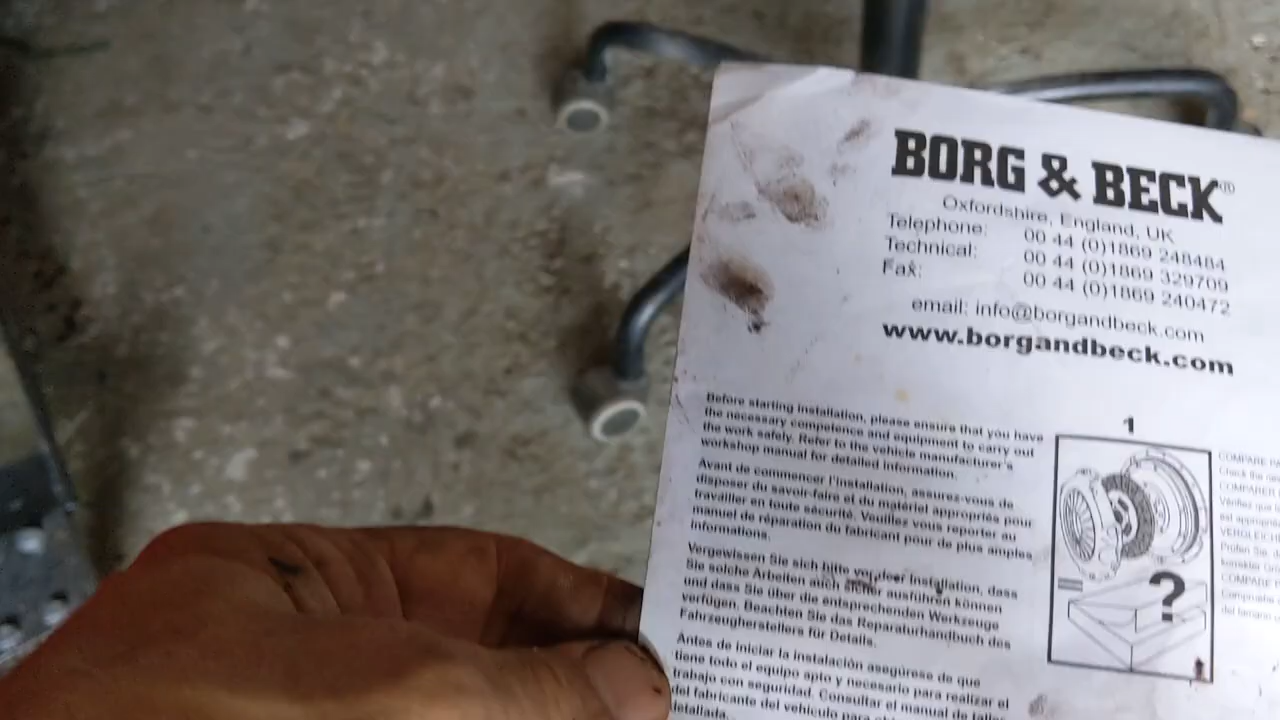 BORG & BECK®
Oxfordshire, England, UK
Telephone: 00 44 (0)1869 248484
Technical: 00 44 (0)1869 329709
Fax: 00 44 (0)1869 240472
email: info@borgandbeck.com
www.borgandbeck.com
Before starting installation, please ensure that you have
the necessary competence and equipment to carry out
the work safely. Refer to the vehicle manufacturer's
workshop manual for detailed information.
Avant de commencer l'installation, assurez-vous de
disposer du savoir-faire et du matériel appropriés pour
travailler en toute sécurité. Veuillez vous reporter au
manuel de réparation du fabricant pour de plus amples
informations.
Vergewissen Sie sich bitte vor der Installation, dass
Sie solche Arbeiten auch sicher ausführen können
und dass Sie über die entsprechenden Werkzeuge
verfügen. Beachten Sie das Reparaturhandbuch des
Fahrzeugherstellers für Details.
Antes de iniciar la instalación asegúrese de que
tiene todo el equipo apto y necesario para realizar el
trabajo con seguridad. Consultar el manual de
del fabricante del vehículo para
detallada.
1
=
?
COMPARE
Check the
COMPARER